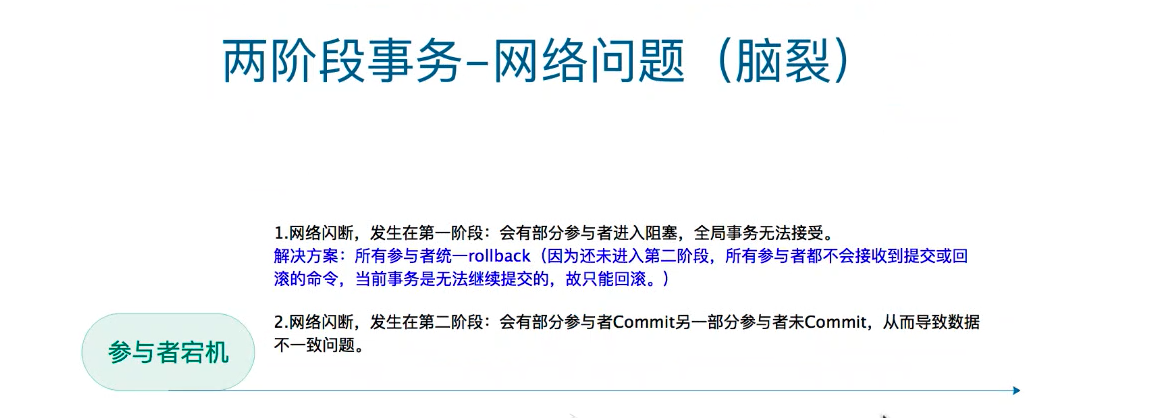 两阶段事务-网络问题（脑裂）
1.网络闪断，发生在第一阶段：会有部分参与者进入阻塞，全局事务无法接受。
解决方案：所有参与者统一rollback（因为还未进入第二阶段，所有参与者都不会接收到提交或回
滚的命令，当前事务是无法继续提交的，故只能回滚。）
2.网络闪断，发生在第二阶段：会有部分参与者Commit另一部分参与者未Commit，从而导致数据
不一致问题。
参与者宕机